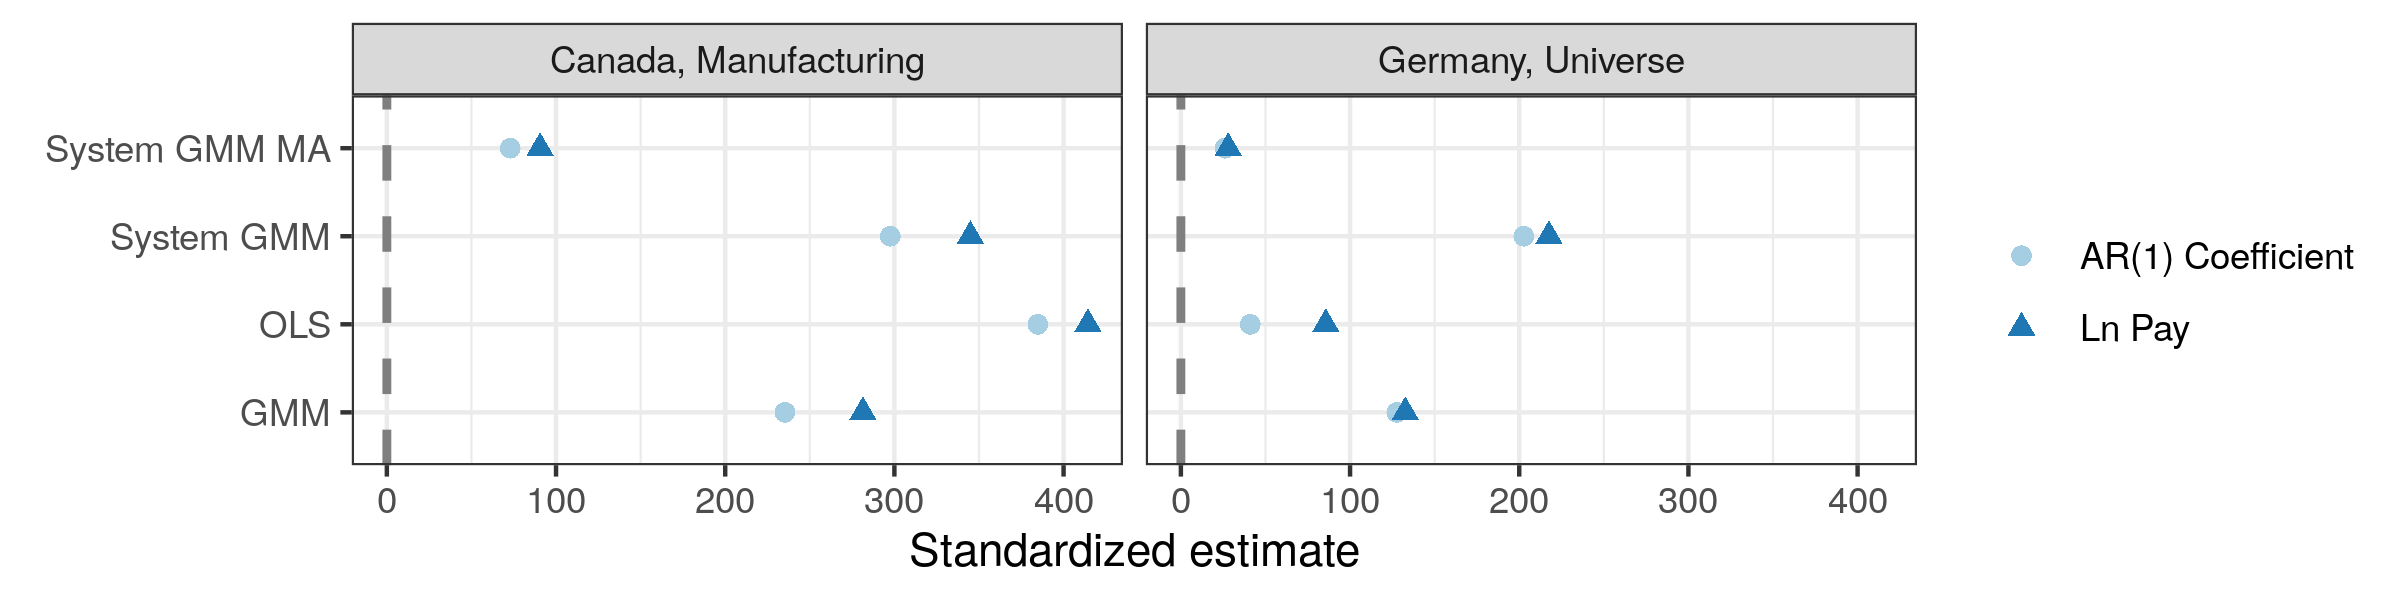 Canada, Manufacturing
Germany, Universe
System GMM MA
System GMM
OLS
GMM
0 100 200 300 400
0 100 200 300 400
Standardized estimate
AR(1) Coefficient
Ln Pay